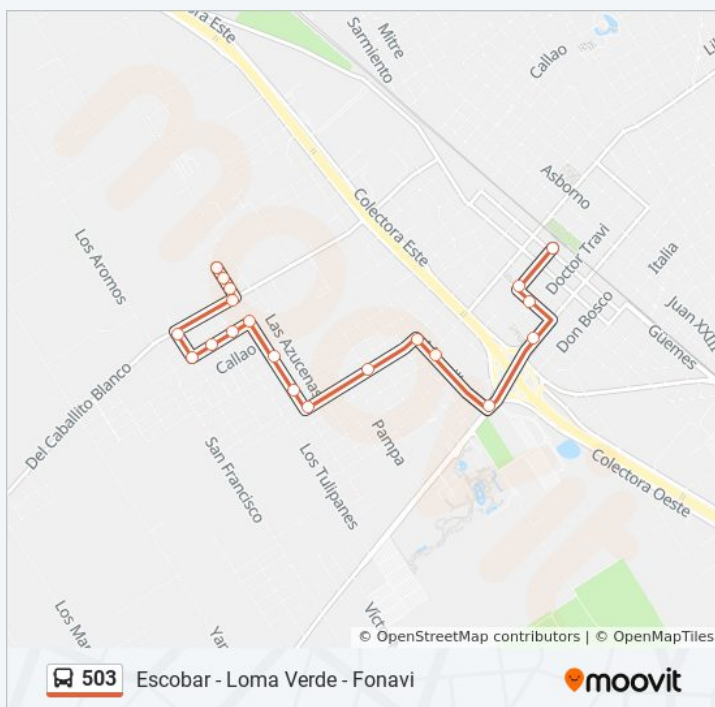 Colectora Este
Mitre
Sarmiento
Callao
Asborno
Colectora Este
Doctor Travi
Italia
Los Aromos
Don Bosco
Juan XXIII
Güemes
Las Azucenas
Callao
Del Caballito Blanco
Pampa
San Francisco
Los Tulipanes
Colectora Oeste
© OpenStreetMap contributors | © OpenMapTiles
503 Escobar - Loma Verde - Fonavi
moovit